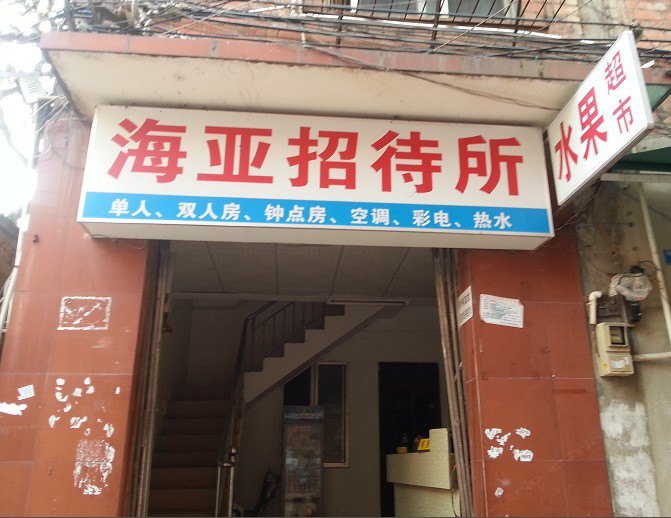 海亚招待所
单人、双人房、钟点房、空调、彩电、热水
水果
超市